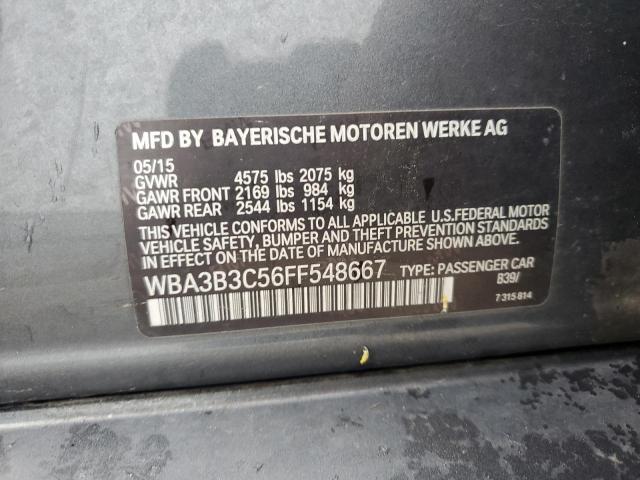 MFD BY BAYERISCHE MOTOREN WERKE AG
05/15
GVWR 4575 lbs 2075 kg
GAWR FRONT 2169 lbs 984 kg
GAWR REAR 2544 lbs 1154 kg
THIS VEHICLE CONFORMS TO ALL APPLICABLE U.S.FEDERAL MOTOR
VEHICLE SAFETY, BUMPER AND THEFT PREVENTION STANDARDS
IN EFFECT ON THE DATE OF MANUFACTURE SHOWN ABOVE.
WBA3B3C56FF548667 TYPE: PASSENGER CAR
B39/
7 315 814